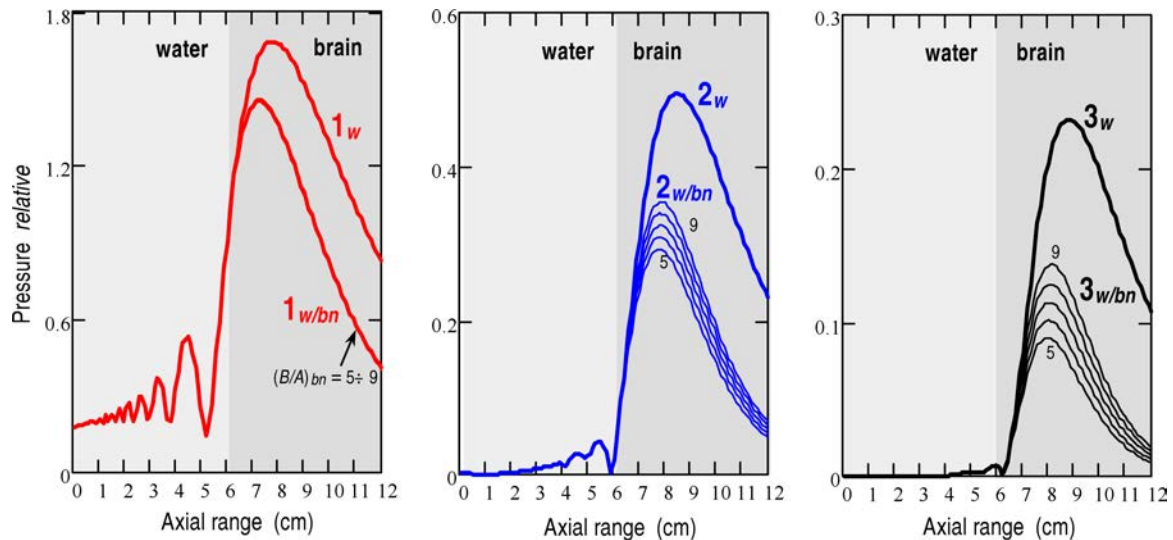 1.8
1.2
0.6
0
Pressure relative
water brain
1w
1w/bn
(B/A)bn = 5÷ 9
0 1 2 3 4 5 6 7 8 9 10 11 12
Axial range (cm)
0.6
0.4
0.2
0
water brain
2w
2w/bn
9
5
0 1 2 3 4 5 6 7 8 9 10 11 12
Axial range (cm)
0.3
0.2
0.1
0
water brain
3w
9
3w/bn
5
0 1 2 3 4 5 6 7 8 9 10 11 12
Axial range (cm)